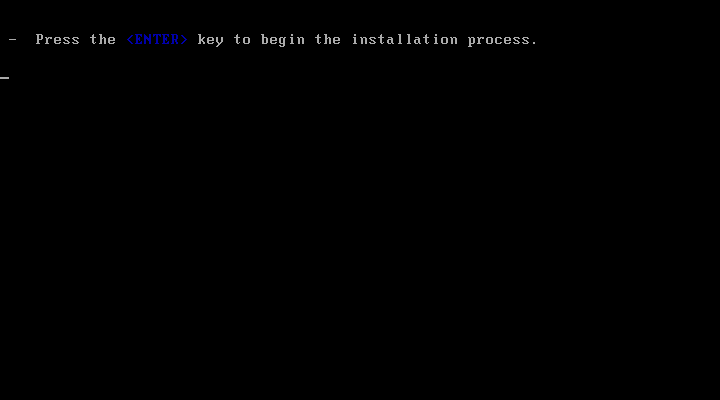 -  Press the <ENTER> key to begin the installation process.